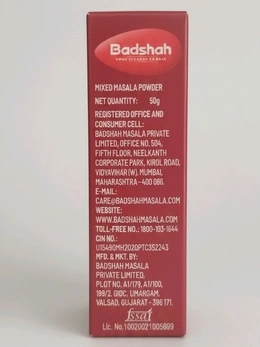 Badshah
MIXED MASALA POWDER
NET QUANTITY: 50g
REGISTERED OFFICE AND
CONSUMER CELL:
BADSHAH MASALA PRIVATE
LIMITED, OFFICE NO. 504,
FIFTH FLOOR, NEELKANTH
CORPORATE PARK, KIROL ROAD,
VIDYAVIHAR (W), MUMBAI,
MAHARASHTRA - 400 086.
E-MAIL:
CARE@BADSHAHMASALA.COM
WEBSITE:
WWW.BADSHAHMASALA.COM
TOLL-FREE NO.: 1800-103-1644
CIN NO.:
U15490MH2020PTC352243
MFD. & MKT. BY:
BADSHAH MASALA
PRIVATE LIMITED,
PLOT NO. A1/179, A1/100,
199/2, GIDC, UMARGAM,
VALSAD, GUJARAT - 396 171.
fssai
Lic. No.10020021005699